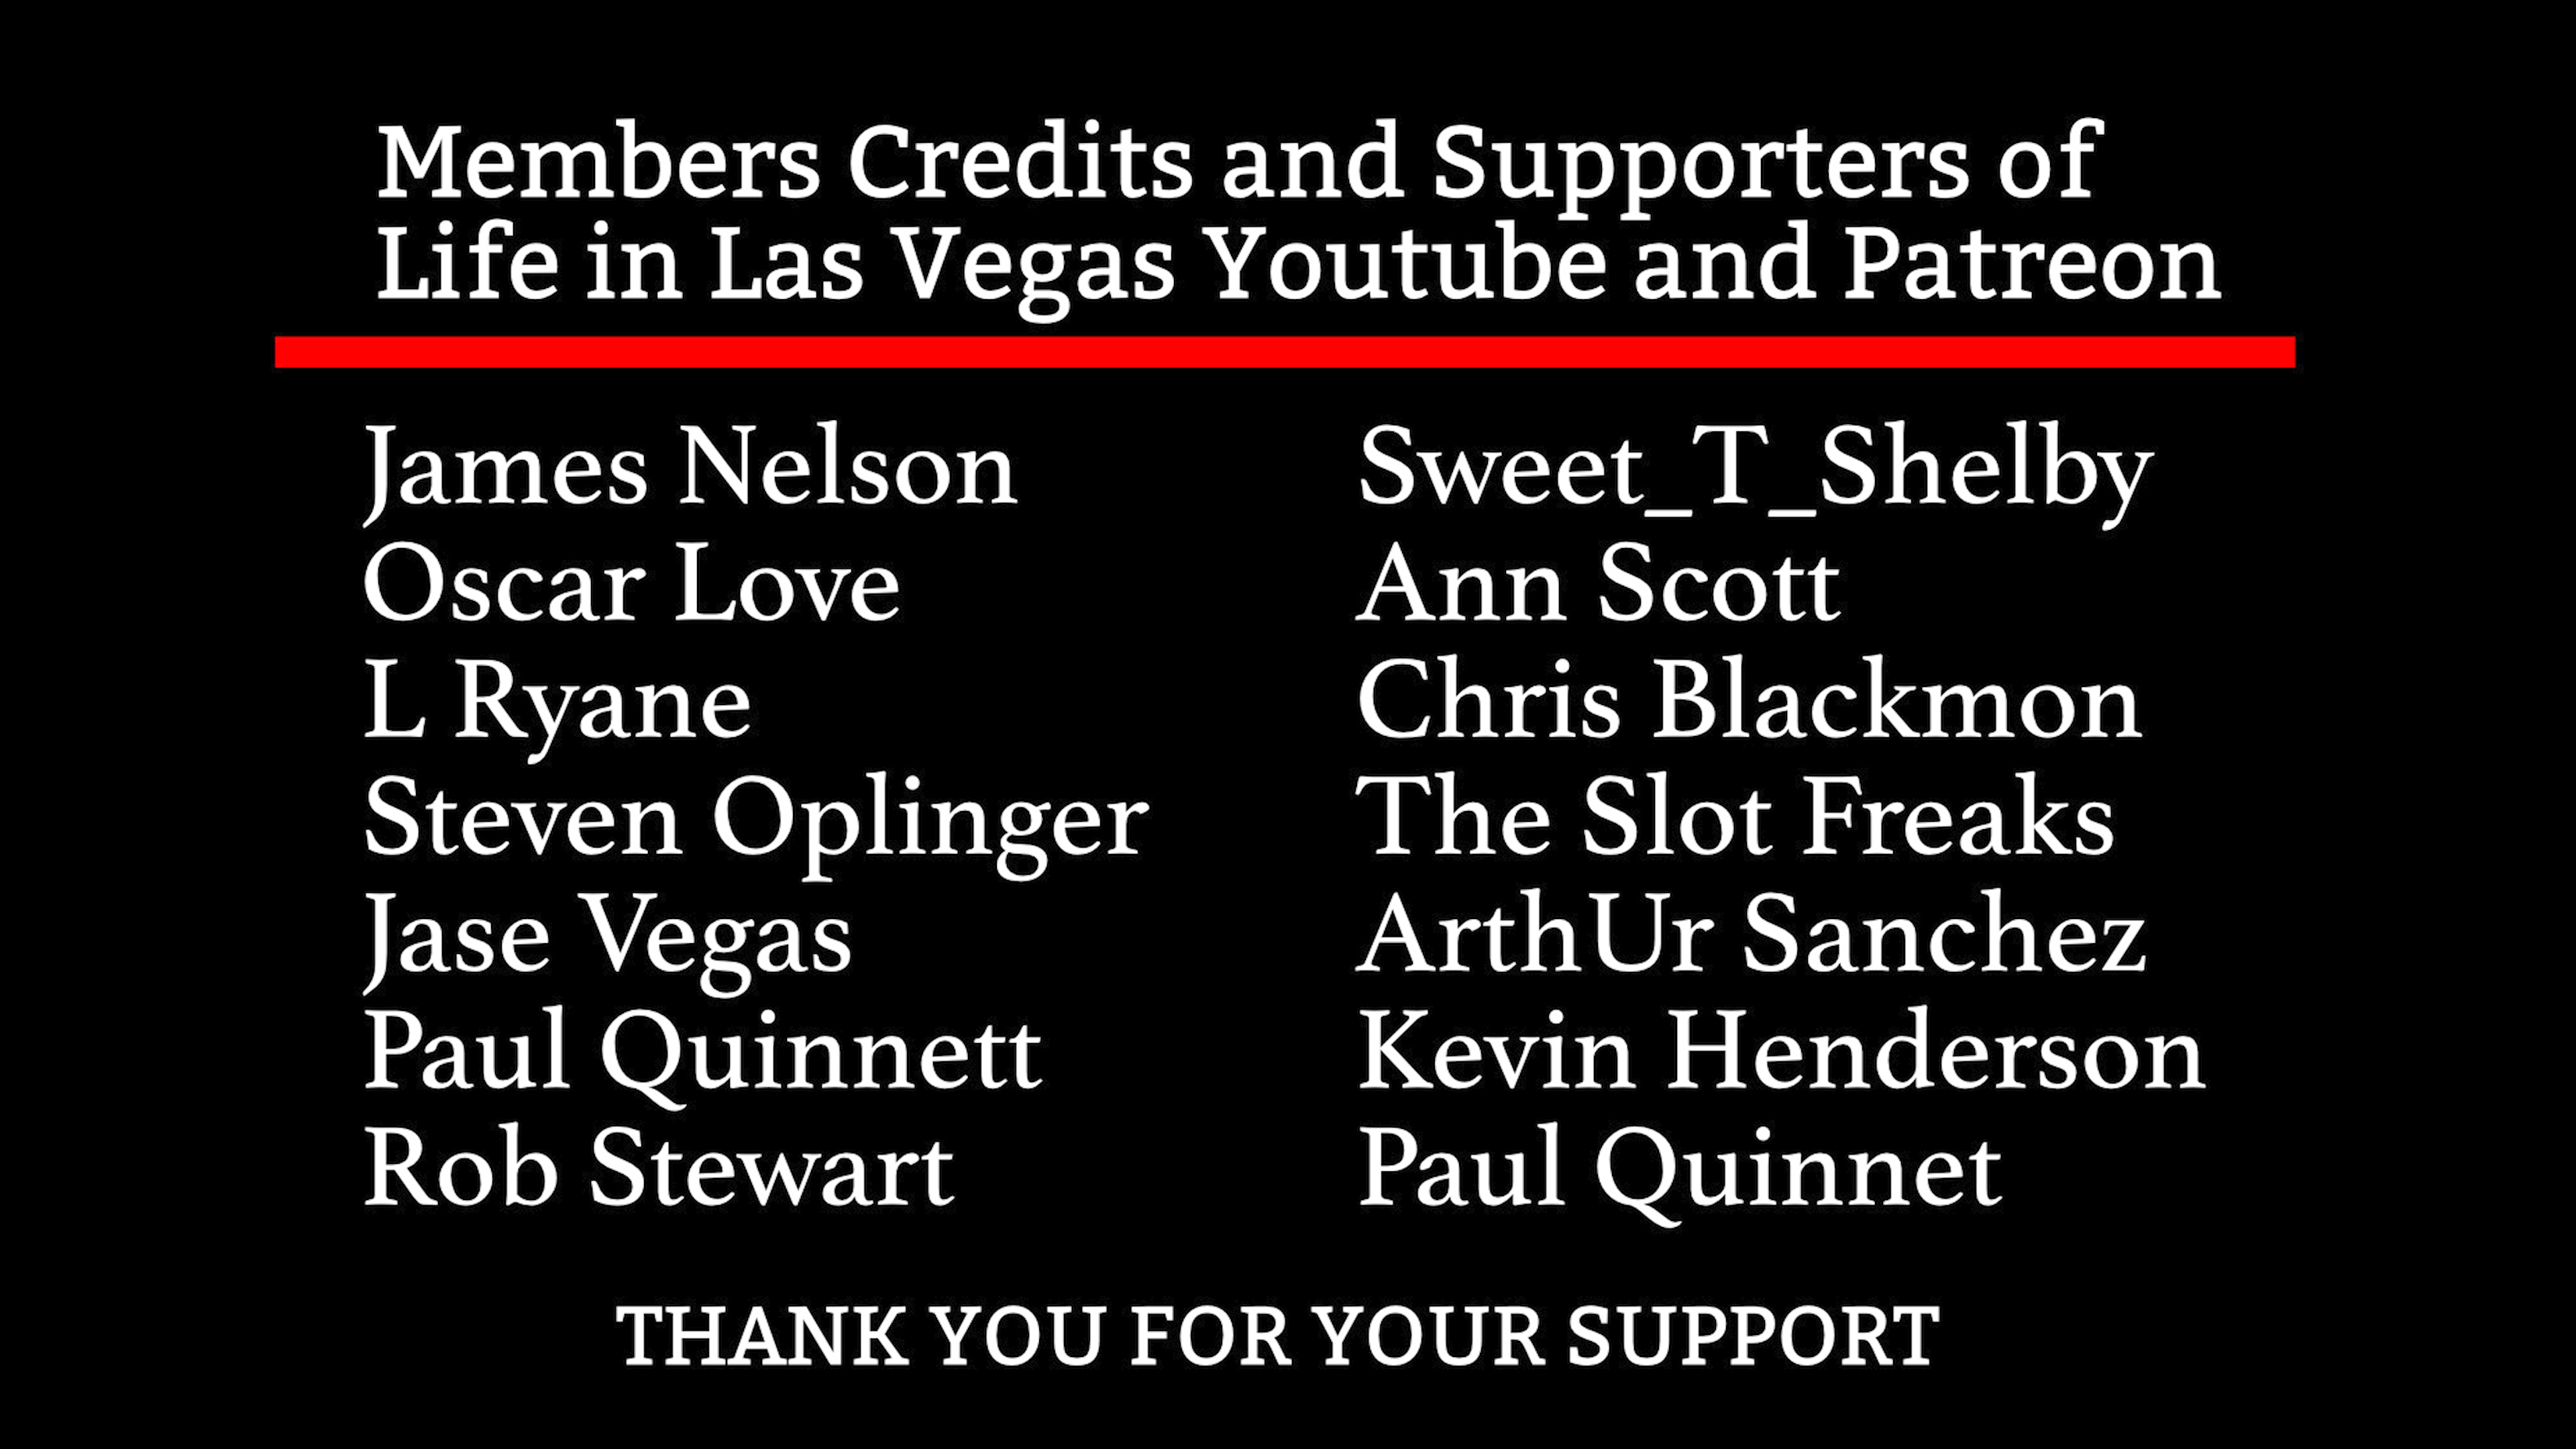 Members Credits and Supporters of
Life in Las Vegas Youtube and Patreon
James Nelson
Oscar Love
L Ryane
Steven Oplinger
Jase Vegas
Paul Quinnett
Rob Stewart
Sweet_T_Shelby
Ann Scott
Chris Blackmon
The Slot Freaks
ArthUr Sanchez
Kevin Henderson
Paul Quinnet
THANK YOU FOR YOUR SUPPORT